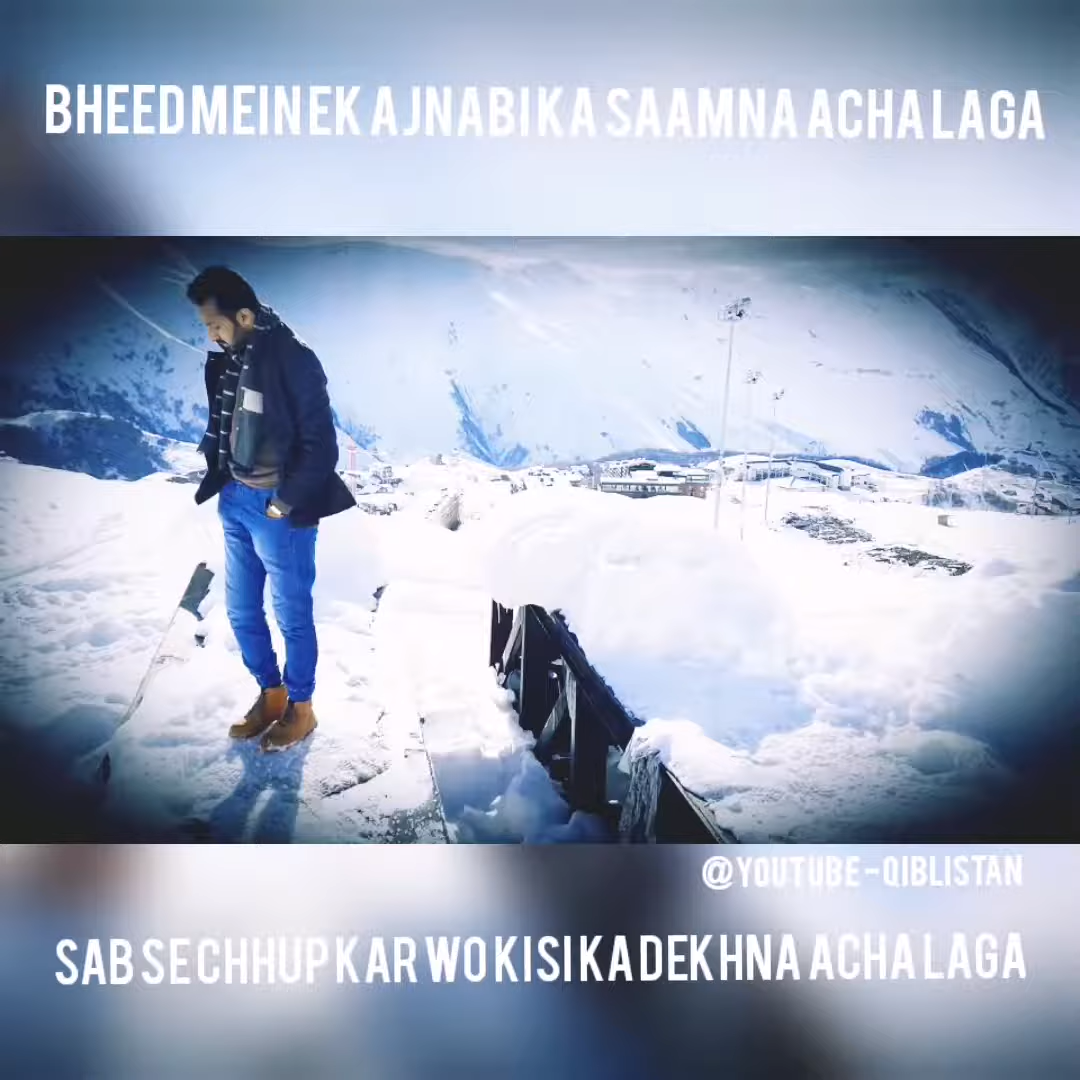 BHEED MEIN EK AJNABI KA SAAMNA ACHA LAGA
@YOUTUBE-QIBLISTAN
SAB SE CHHUP KAR WO KISI KA DEKHNA ACHA LAGA